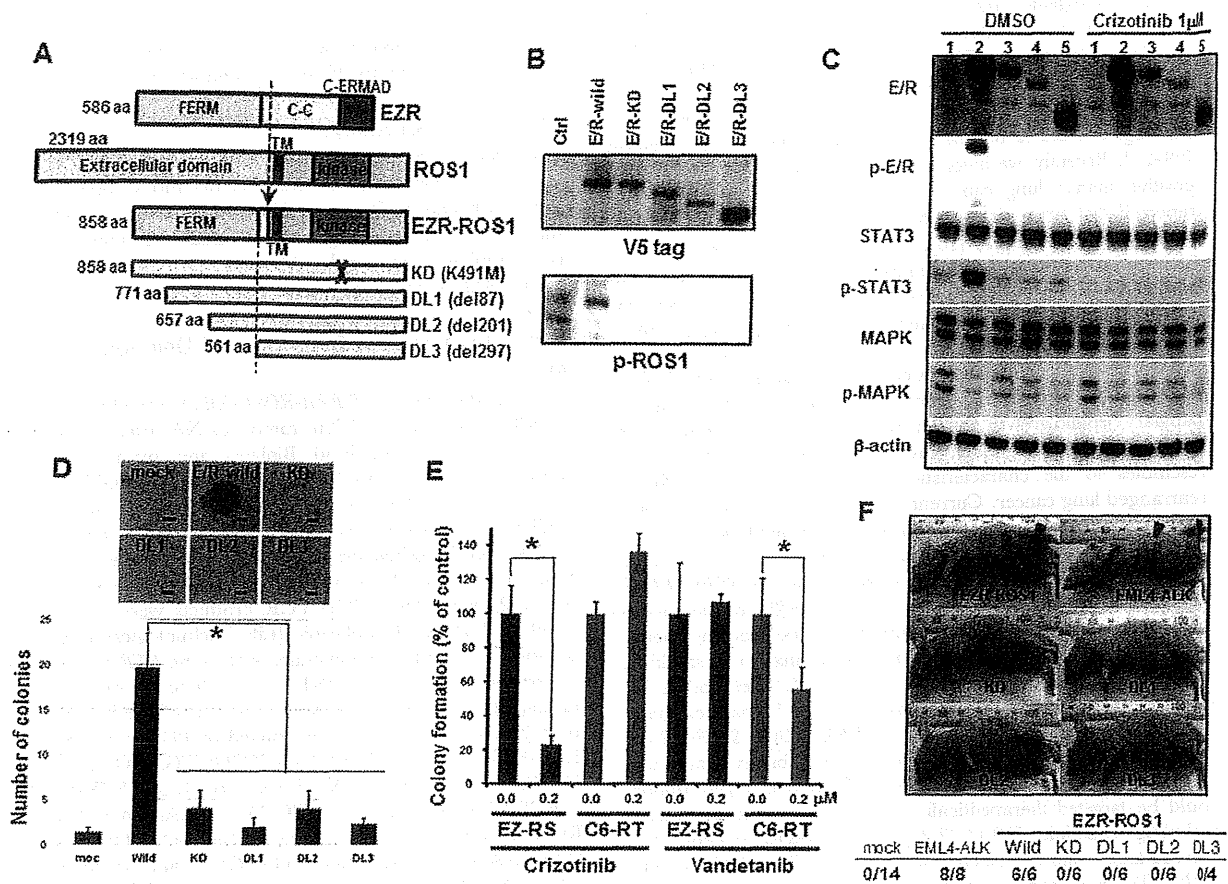 A
C-ERMAD
586 aa FERM C-C EZR
2319 aa TM
Extracellular domain kinase ROS1
858 aa FERM kinase EZR-ROS1
TM
858 aa KD (K491M)
X
771 aa DL1 (del87)
657 aa DL2 (del201)
561 aa DL3 (del297)
B
Ctrl E/R-wild E/R-KD E/R-DL1 E/R-DL2 E/R-DL3
V5 tag
p-ROS1
C
DMSO Crizotinib 1μM
1 2 3 4 5 1 2 3 4 5
E/R
p-E/R
STAT3
p-STAT3
MAPK
p-MAPK
β-actin
D
mock E/R-wild KD
DL1 DL2 DL3
Number of colonies
25
20
15
10
5
0
*
moc Wild KD DL1 DL2 DL3
E
Colony formation (% of control)
140
120
100
80
60
40
20
0
* *
0.0 0.2 0.0 0.2 0.0 0.2 0.0 0.2 μM
EZ-RS C6-RT EZ-RS C6-RT
Crizotinib Vandetanib
F
EZR-ROS1 EML4-ALK
KD DL1
DL2 DL3
EZR-ROS1
mock EML4-ALK Wild KD DL1 DL2 DL3
0/14 8/8 6/6 0/6 0/6 0/6 0/4
rearranged lung cancer. Current